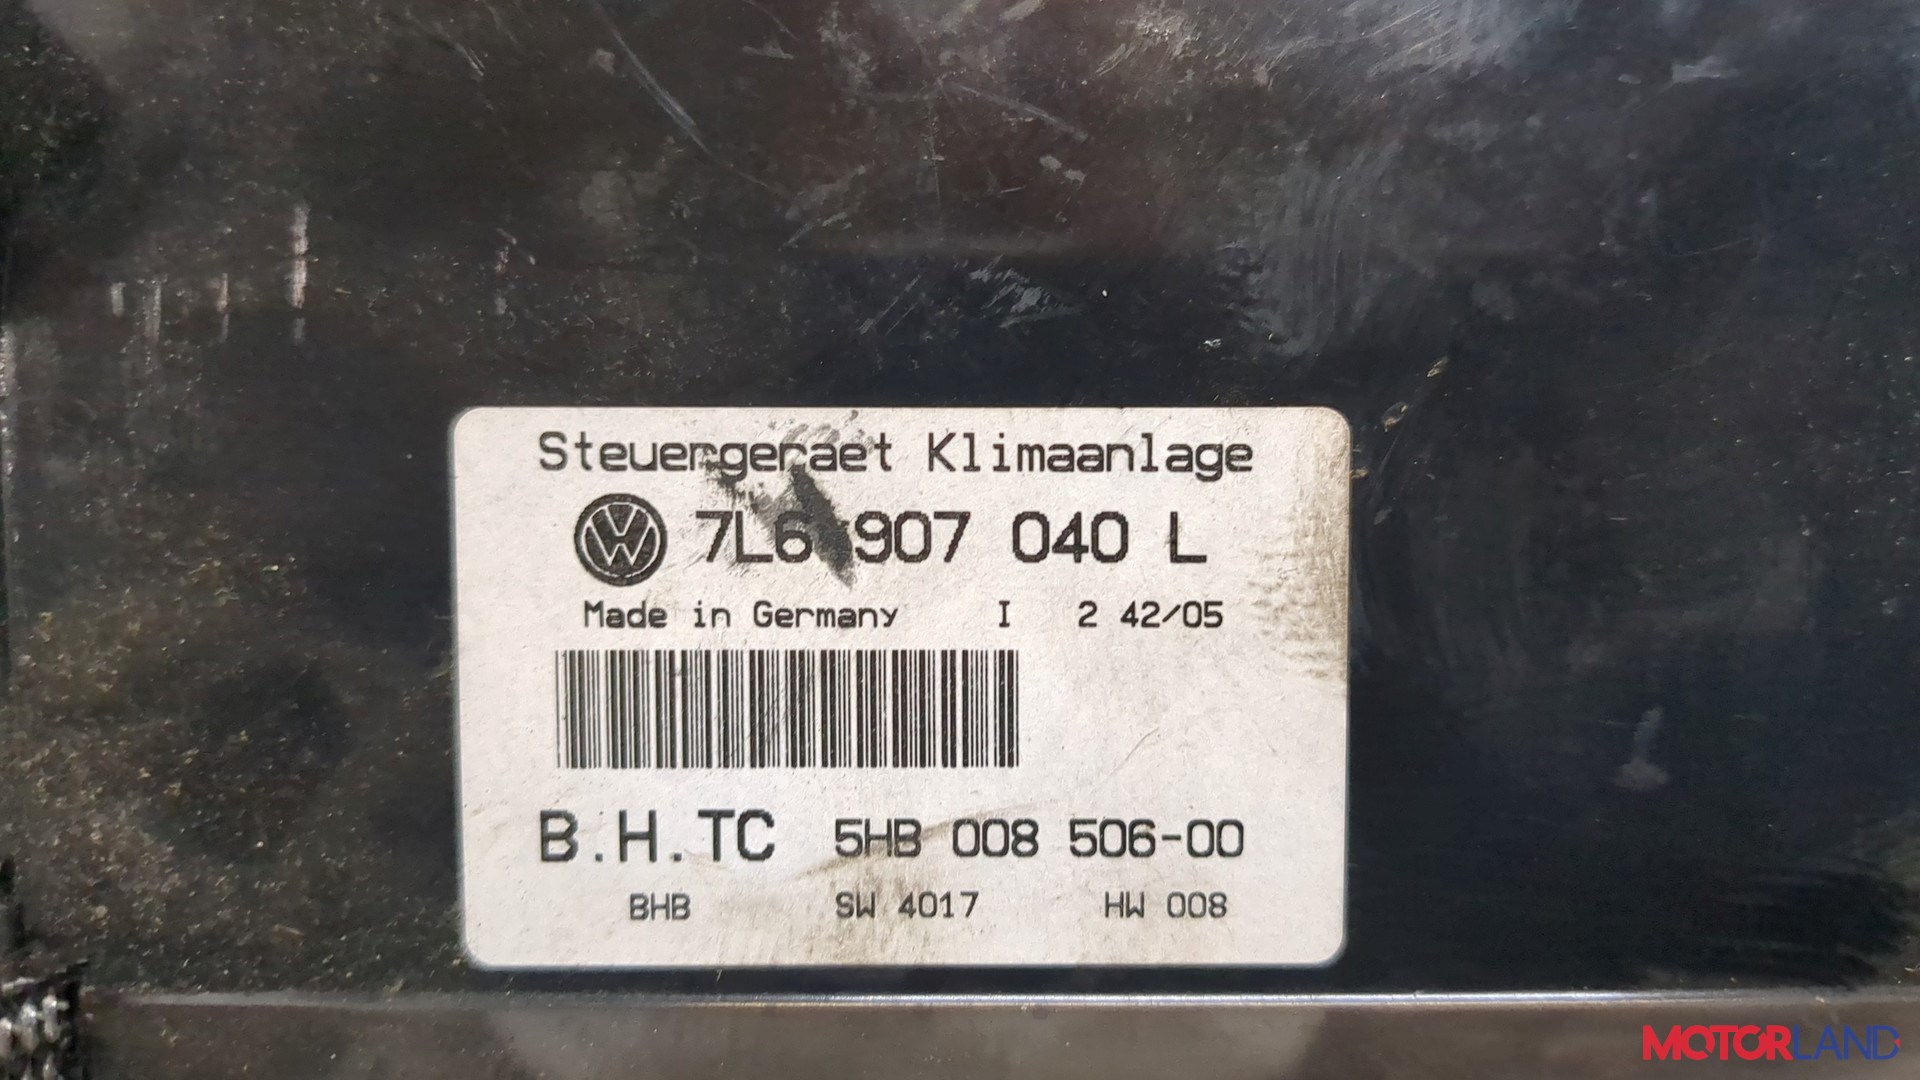 Steuergeraet Klimaanlage
7L6 907 040 L
Made in Germany I 2 42/05
B.H.TC 5HB 008 506-00
BHB SW 4017 HW 008
MOTORLAND